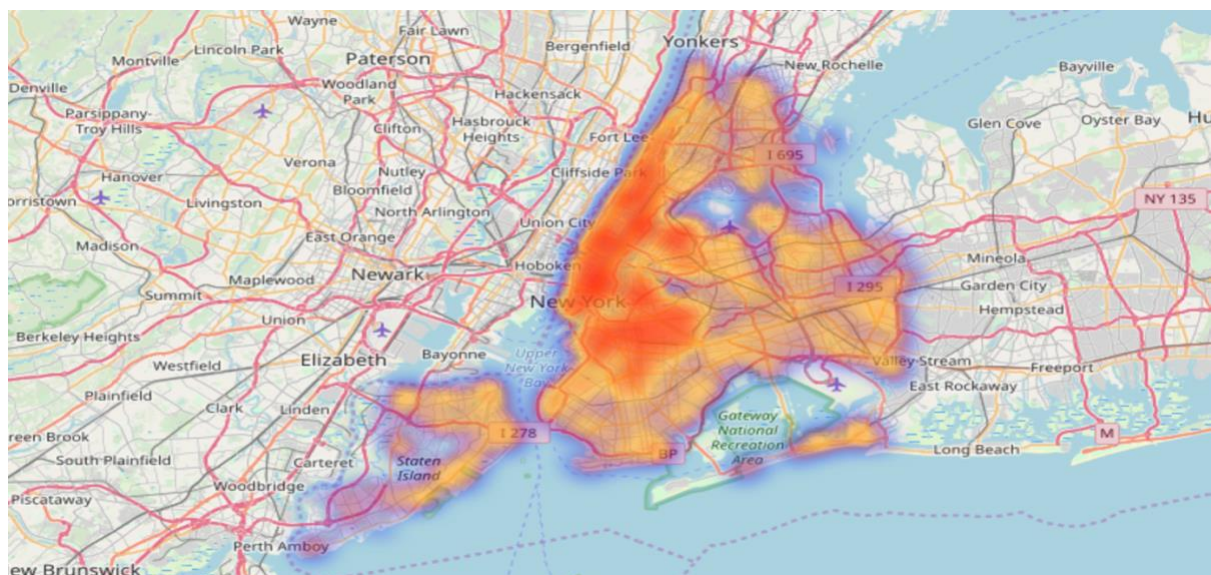 Wayne
Fair Lawn
Montville
Lincoln Park
Paterson
Bergenfield
Yonkers
Denville
Woodland
Park
Hackensack
New Rochelle
Bayville
Parsippany-
Troy Hills
Clifton
Hasbrouck
Heights
Fort Lee
Glen Cove
Oyster Bay
Hu
Verona
I 695
Hanover
Nutley
Cliffside Park
orristown
Livingston
Bloomfield
North Arlington
Union City
NY 135
Madison
East Orange
Maplewood
Newark
Hoboken
Mineola
Summit
New York
I 295
Garden City
Union
Hempstead
Berkeley Heights
Elizabeth
Bayonne
Upper
New York
Bay
Valley Stream
Westfield
Freeport
East Rockaway
Plainfield
Clark
Linden
Gateway
National
Recreation
Area
I 278
M
reen Brook
BP
Long Beach
South Plainfield
Carteret
Staten
Island
Woodbridge
Piscataway
Perth Amboy
ew Brunswick